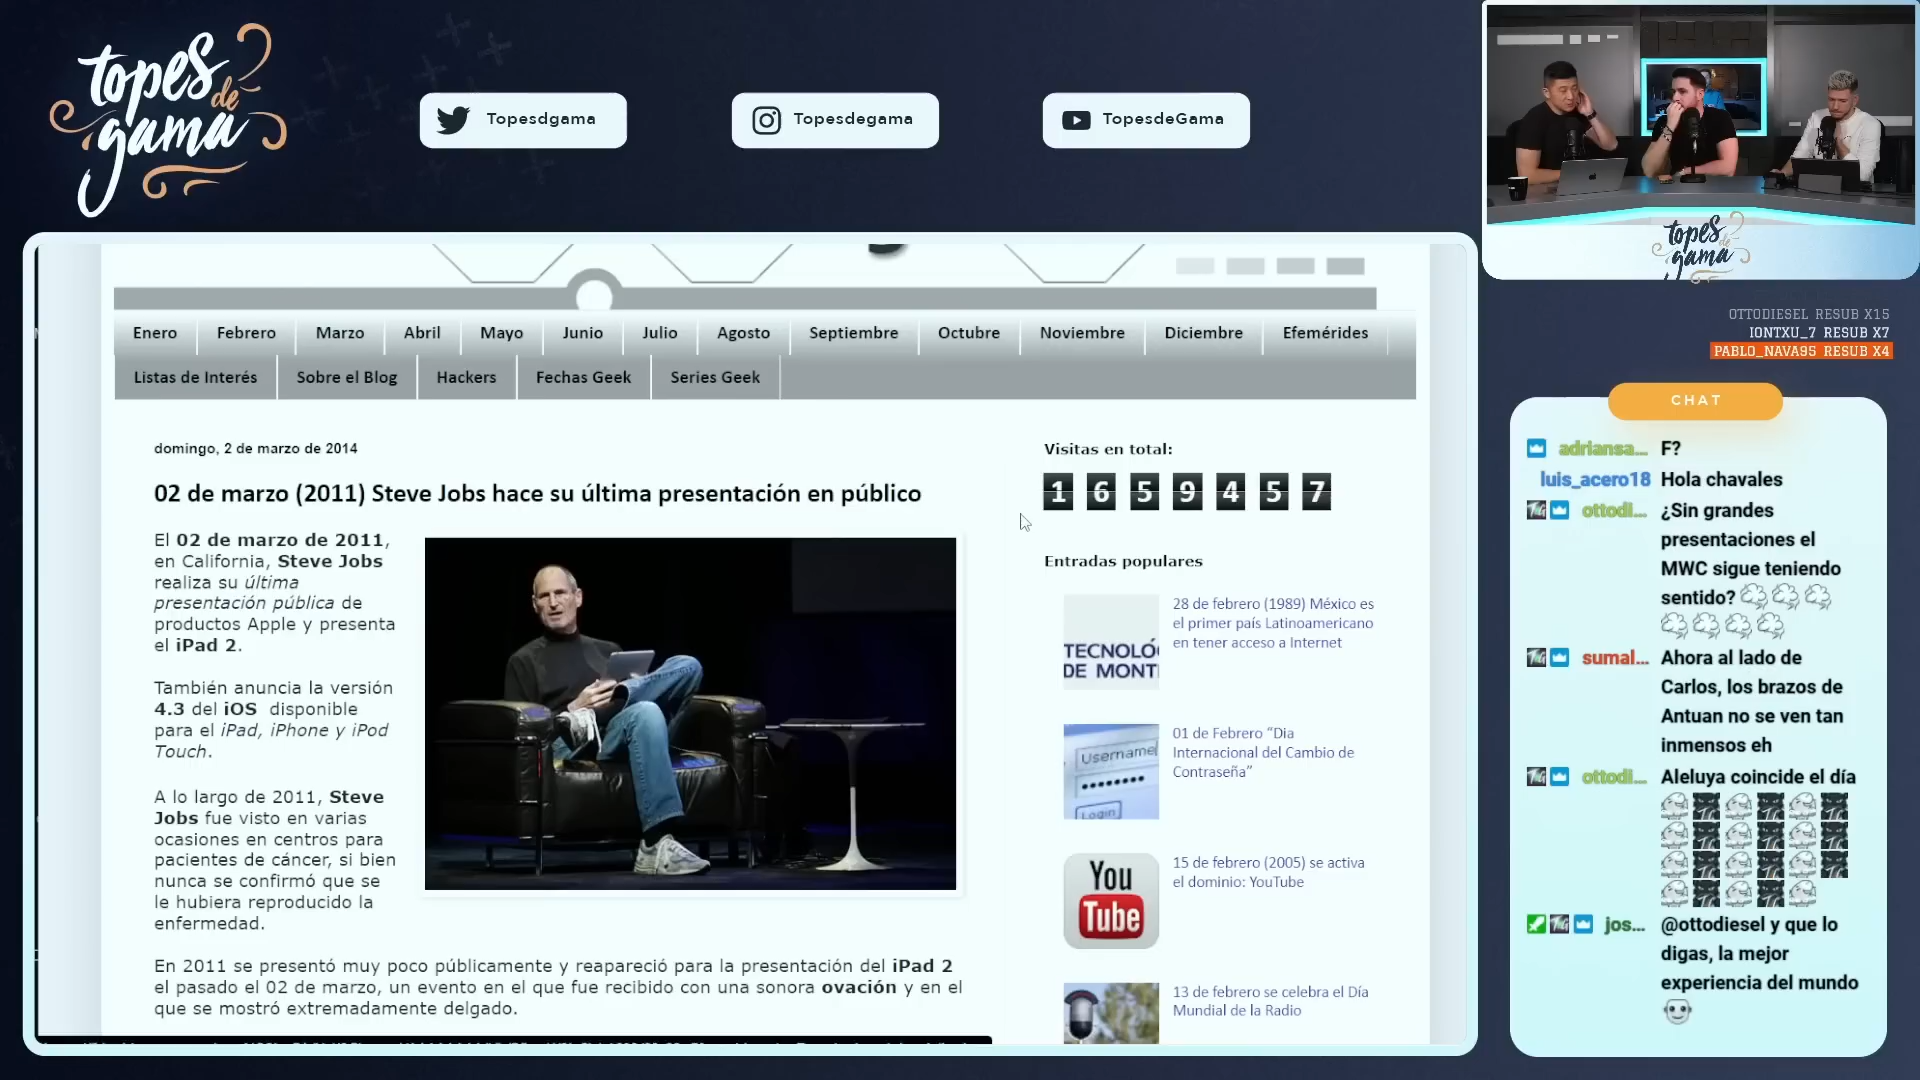 topes
de
gama
Topesdgama
Topesdegama
TopesdeGama
topes
de
gama
OTTODIESEL RESUB X15
IONTXU_7 RESUB X7
PABLO_NAVA95 RESUB X4
Enero Febrero Marzo Abril Mayo Junio Julio Agosto Septiembre Octubre Noviembre Diciembre Efemérides
Listas de Interés Sobre el Blog Hackers Fechas Geek Series Geek
domingo, 2 de marzo de 2014
02 de marzo (2011) Steve Jobs hace su última presentación en público
El 02 de marzo de 2011,
en California, Steve Jobs
realiza su última
presentación pública de
productos Apple y presenta
el iPad 2.
También anuncia la versión
4.3 del iOS disponible
para el iPad, iPhone y iPod
Touch.
A lo largo de 2011, Steve
Jobs fue visto en varias
ocasiones en centros para
pacientes de cáncer, si bien
nunca se confirmó que se
le hubiera reproducido la
enfermedad.
En 2011 se presentó muy poco públicamente y reapareció para la presentación del iPad 2
el pasado el 02 de marzo, un evento en el que fue recibido con una sonora ovación y en el
que se mostró extremadamente delgado.
Visitas en total:
1 6 5 9 4 5 7
Entradas populares
TECNOLÓ
DE MONT
28 de febrero (1989) México es
el primer país Latinoamericano
en tener acceso a Internet
Username
Login
01 de Febrero “Dia
Internacional del Cambio de
Contraseña”
You
Tube
15 de febrero (2005) se activa
el dominio: YouTube
13 de febrero se celebra el Día
Mundial de la Radio
CHAT
adriansa... F?
luis_acero18 Hola chavales
ottodi... ¿Sin grandes
presentaciones el
MWC sigue teniendo
sentido?
sumal... Ahora al lado de
Carlos, los brazos de
Antuan no se ven tan
inmensos eh
ottodi... Aleluya coincide el día
jos... @ottodiesel y que lo
digas, la mejor
experiencia del mundo